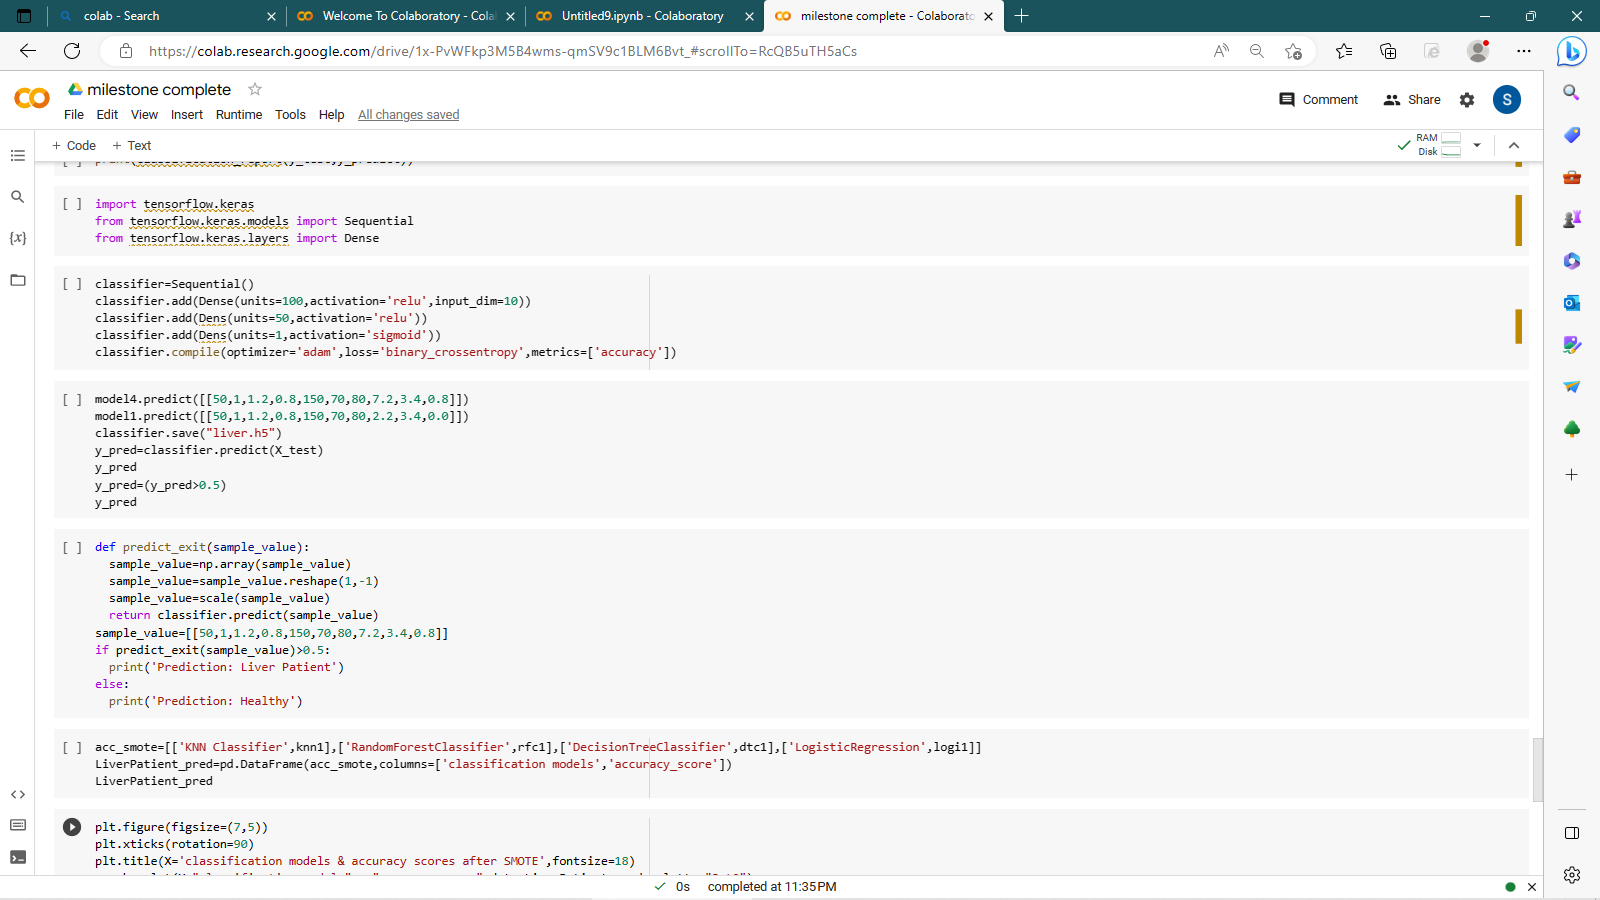 colab - Search
Welcome To Colaboratory - Cola
Untitled9.ipynb - Colaboratory
milestone complete - Colaborato
https://colab.research.google.com/drive/1x-PvWFkp3M5B4wms-qmSV9c1BLM6Bvt_#scrollTo=RcQB5uTH5aCs
milestone complete
Comment
Share
S
File Edit View Insert Runtime Tools Help All changes saved
+ Code + Text
RAM
Disk
[ ] import tensorflow.keras
from tensorflow.keras.models import Sequential
from tensorflow.keras.layers import Dense
[ ] classifier=Sequential()
classifier.add(Dense(units=100,activation='relu',input_dim=10))
classifier.add(Dens(units=50,activation='relu'))
classifier.add(Dens(units=1,activation='sigmoid'))
classifier.compile(optimizer='adam',loss='binary_crossentropy',metrics=['accuracy'])
[ ] model4.predict([[50,1,1.2,0.8,150,70,80,7.2,3.4,0.8]])
model1.predict([[50,1,1.2,0.8,150,70,80,2.2,3.4,0.0]])
classifier.save("liver.h5")
y_pred=classifier.predict(X_test)
y_pred
y_pred=(y_pred>0.5)
y_pred
[ ] def predict_exit(sample_value):
sample_value=np.array(sample_value)
sample_value=sample_value.reshape(1,-1)
sample_value=scale(sample_value)
return classifier.predict(sample_value)
sample_value=[[50,1,1.2,0.8,150,70,80,7.2,3.4,0.8]]
if predict_exit(sample_value)>0.5:
print('Prediction: Liver Patient')
else:
print('Prediction: Healthy')
[ ] acc_smote=[['KNN Classifier',knn1],['RandomForestClassifier',rfc1],['DecisionTreeClassifier',dtc1],['LogisticRegression',logi1]]
LiverPatient_pred=pd.DataFrame(acc_smote,columns=['classification models','accuracy_score'])
LiverPatient_pred
plt.figure(figsize=(7,5))
plt.xticks(rotation=90)
plt.title(X='classification models & accuracy scores after SMOTE',fontsize=18)
0s completed at 11:35 PM